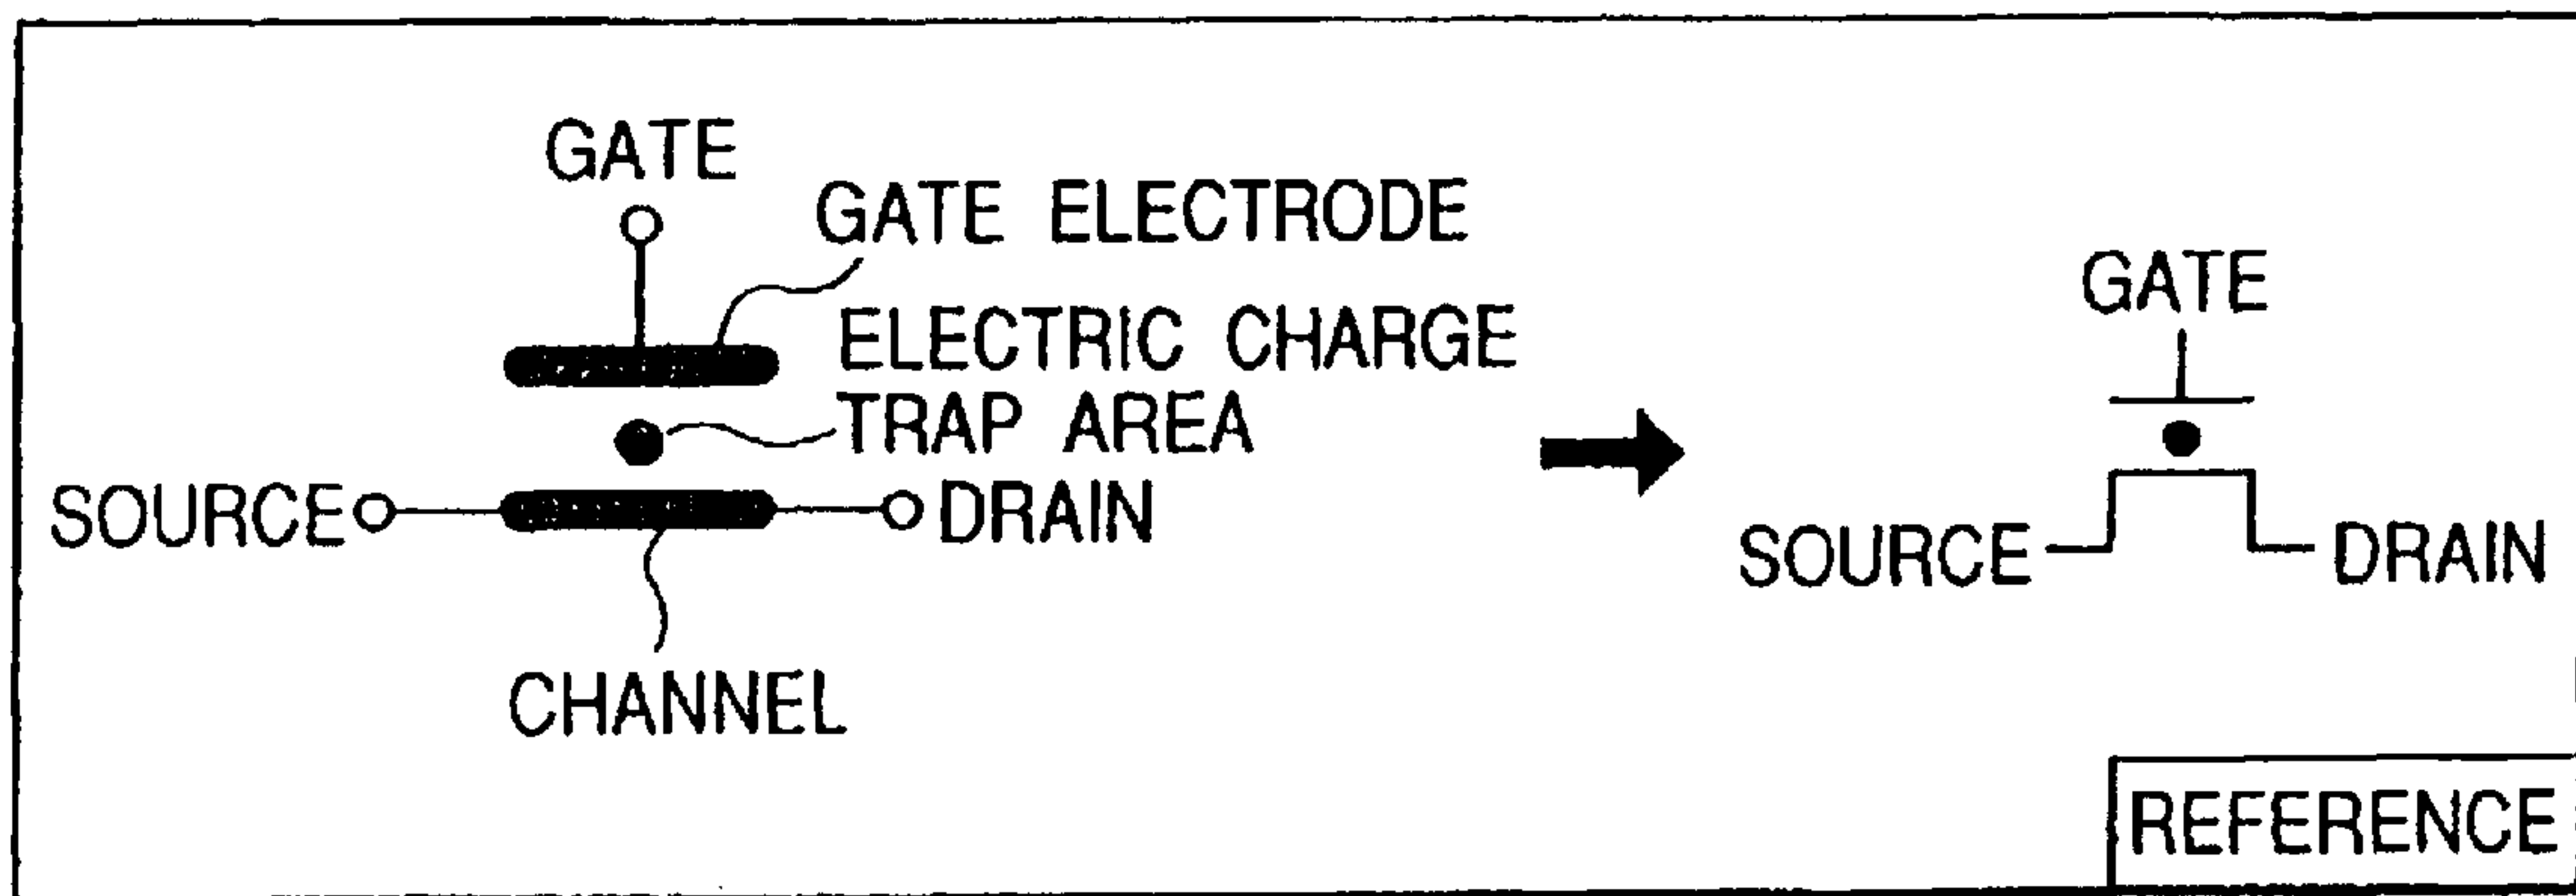 GATE
GATE ELECTRODE
ELECTRIC CHARGE
TRAP AREA
SOURCE
DRAIN
CHANNEL
GATE
SOURCE
DRAIN
REFERENCE